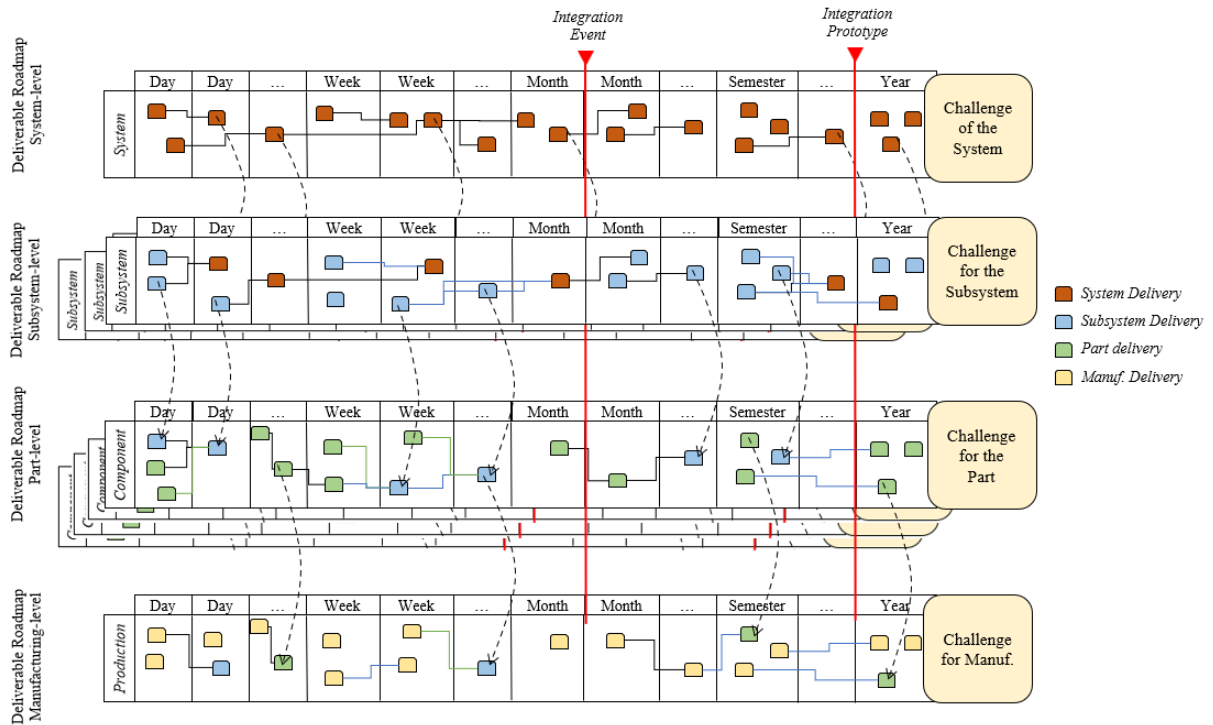 Integration
Event
Integration
Prototype
Deliverable Roadmap
System-level
Day
Day
…
Week
Week
…
Month
Month
Semester
…
Year
System
Challenge
of the
System
Deliverable Roadmap
Subsystem-level
Day
Day
…
Week
Week
…
Month
Month
…
Semester
…
Year
Subsystem
Subsystem
Subsystem
Challenge
for the
Subsystem
System Delivery
Subsystem Delivery
Part delivery
Manuf. Delivery
Deliverable Roadmap
Part-level
Day
Day
…
Week
Week
…
Month
Month
…
Semester
…
Year
Component
Challenge
for the
Part
Deliverable Roadmap
Manufacturing-level
Day
Day
…
Week
Week
…
Month
Month
…
Semester
…
Year
Production
Challenge
for Manuf.